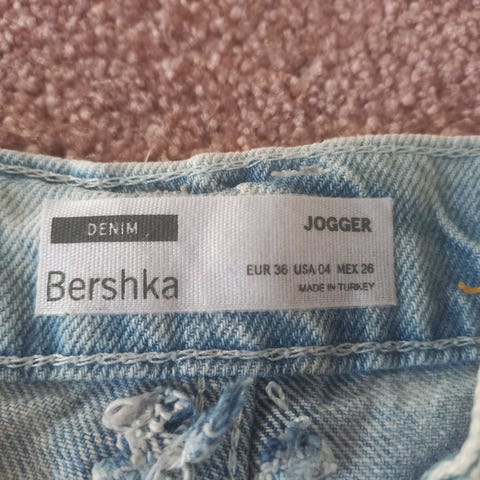 DENIM
JOGGER
Bershka
EUR 36 USA 04 MEX 26
MADE IN TURKEY